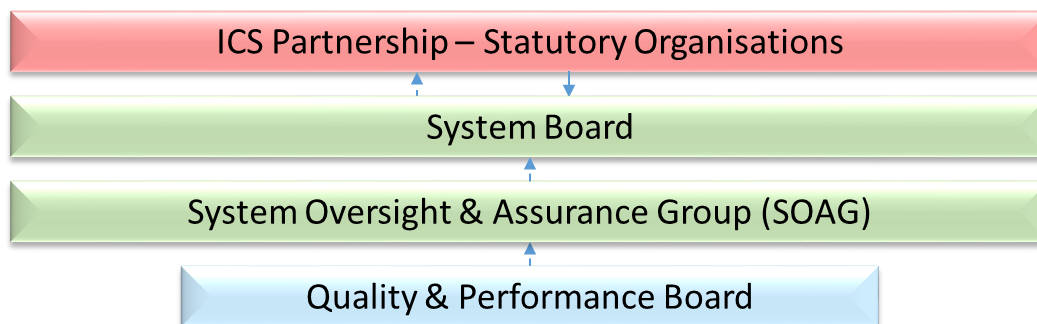 ICS Partnership – Statutory Organisations
System Board
System Oversight & Assurance Group (SOAG)
Quality & Performance Board